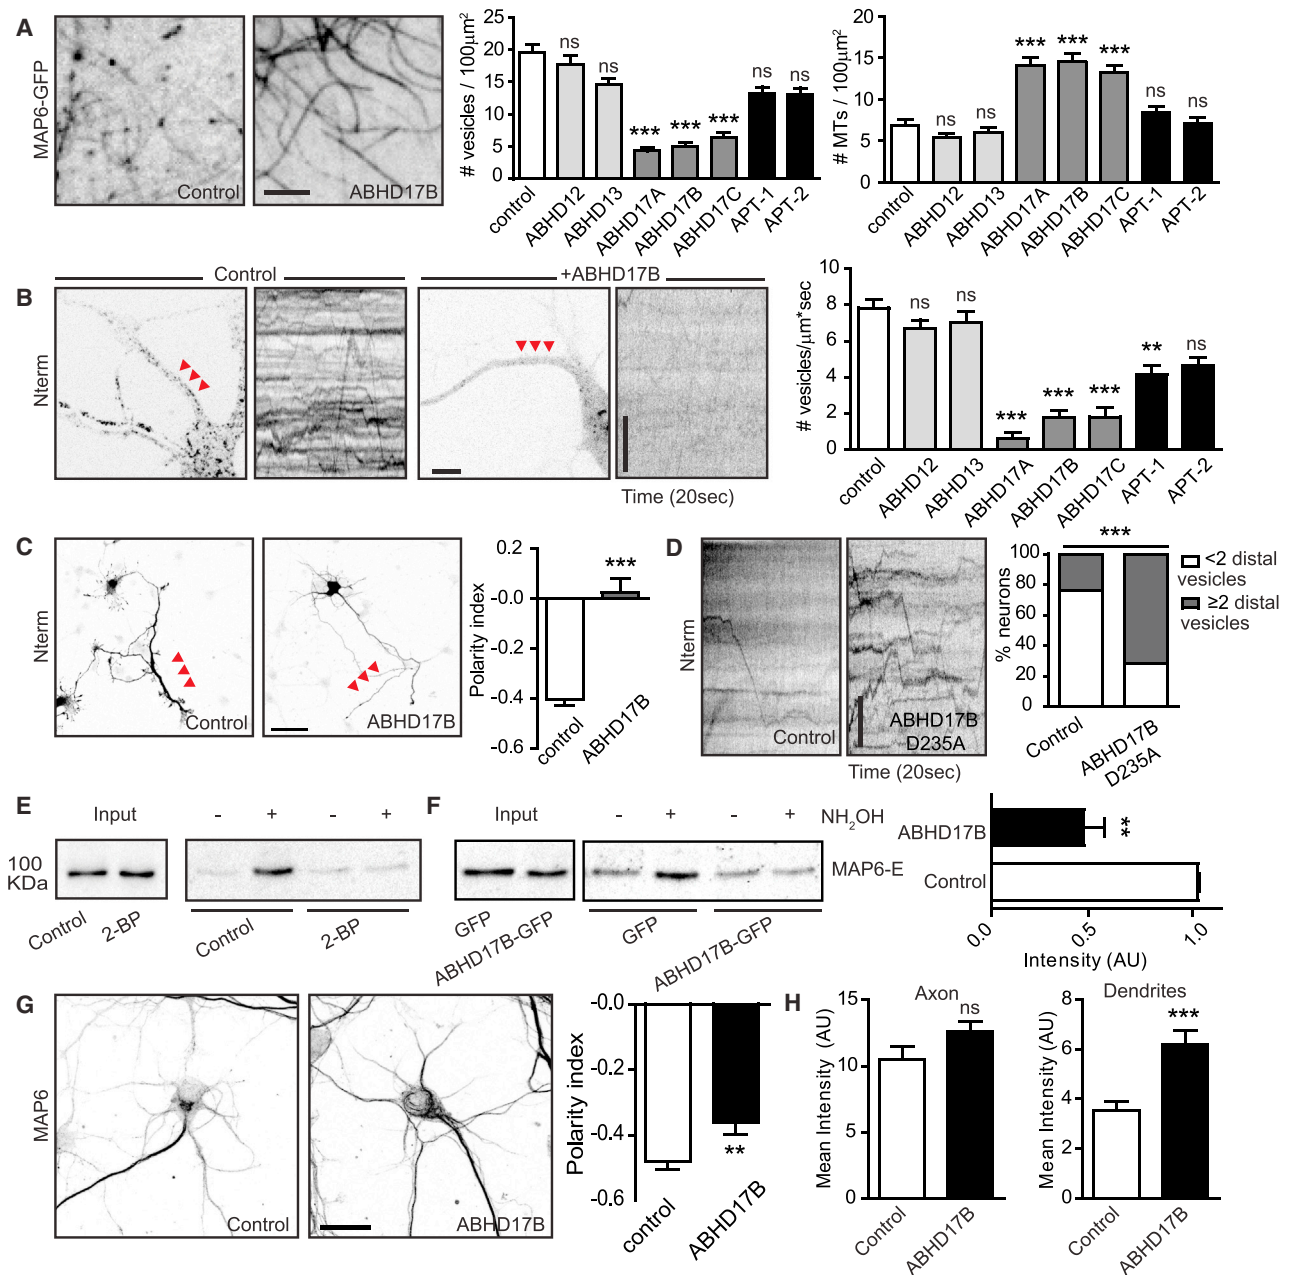 A
MAP6-GFP
Control
ABHD17B
# vesicles / 100µm²
25
20
15
10
5
0
ns
ns
***
***
***
ns
ns
control
ABHD12
ABHD13
ABHD17A
ABHD17B
ABHD17C
APT-1
APT-2
# MTs / 100µm²
20
15
10
5
0
ns
ns
***
***
***
ns
ns
control
ABHD12
ABHD13
ABHD17A
ABHD17B
ABHD17C
APT-1
APT-2
B
Control
+ABHD17B
Nterm
Time (20sec)
# vesicles/µm*sec
10
8
6
4
2
0
ns
ns
***
***
***
**
ns
control
ABHD12
ABHD13
ABHD17A
ABHD17B
ABHD17C
APT-1
APT-2
C
Nterm
Control
ABHD17B
Polarity index
0.2
-0.0
-0.2
-0.4
-0.6
***
control
ABHD17B
D
Nterm
Control
ABHD17B
D235A
Time (20sec)
% neurons
100
80
60
40
20
0
***
<2 distal
vesicles
≥2 distal
vesicles
Control
ABHD17B
D235A
E
Input
- + - +
100
KDa
Control
2-BP
Control
2-BP
F
Input
- + - +
NH2OH
MAP6-E
GFP
ABHD17B-GFP
GFP
ABHD17B-GFP
ABHD17B
Control
**
0.0
0.5
1.0
Intensity (AU)
G
MAP6
Control
ABHD17B
Polarity index
-0.0
-0.2
-0.4
-0.6
**
control
ABHD17B
H
Axon
Mean Intensity (AU)
15
10
5
0
ns
Control
ABHD17B
Dendrites
Mean Intensity (AU)
8
6
4
2
0
***
Control
ABHD17B